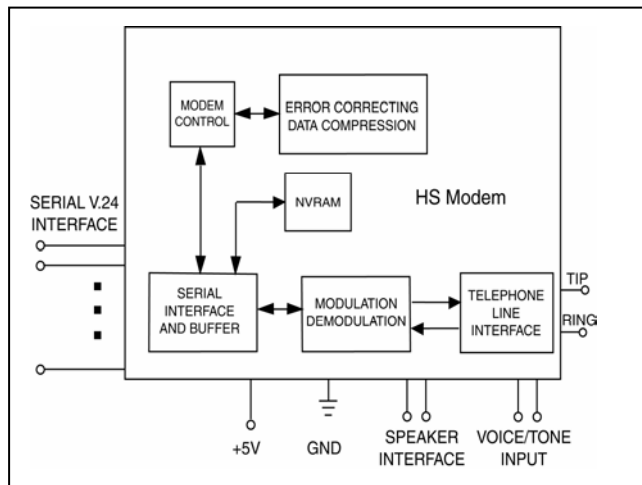 MODEM
CONTROL
ERROR CORRECTING
DATA COMPRESSION
SERIAL V.24
INTERFACE
NVRAM
HS Modem
SERIAL
INTERFACE
AND BUFFER
MODULATION
DEMODULATION
TELEPHONE
LINE
INTERFACE
TIP
RING
+5V
GND
SPEAKER
INTERFACE
VOICE/TONE
INPUT